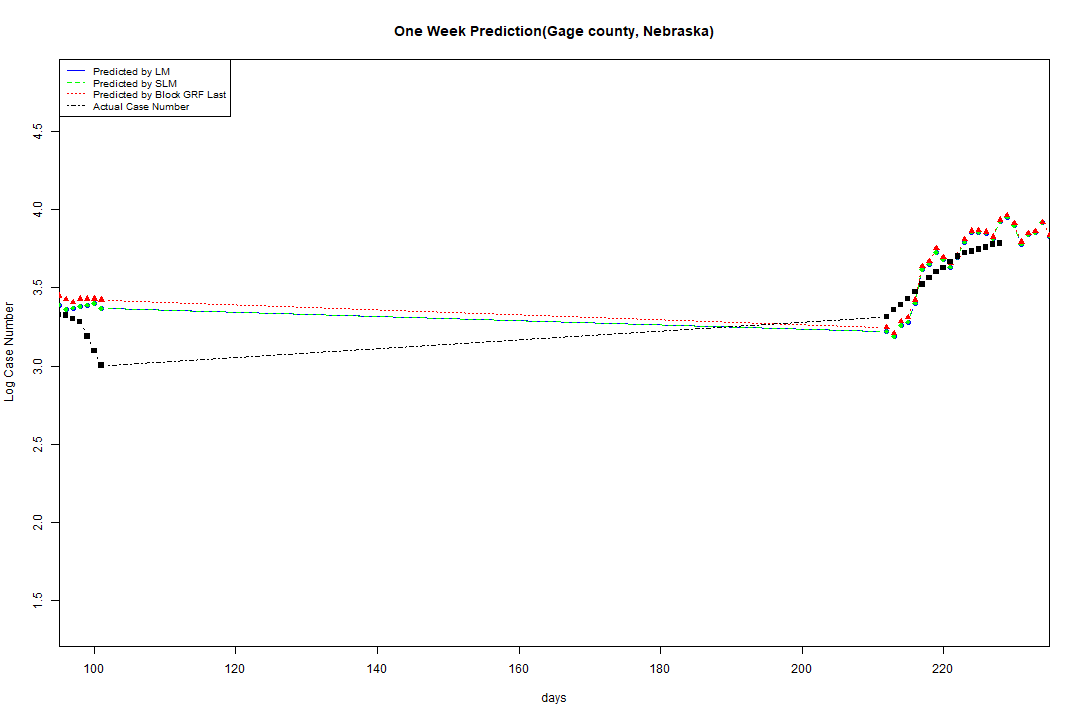 One Week Prediction(Gage county, Nebraska)
Predicted by LM
Predicted by SLM
Predicted by Block GRF Last
Actual Case Number
Log Case Number
4.5
4.0
3.5
3.0
2.5
2.0
1.5
100 120 140 160 180 200 220
days